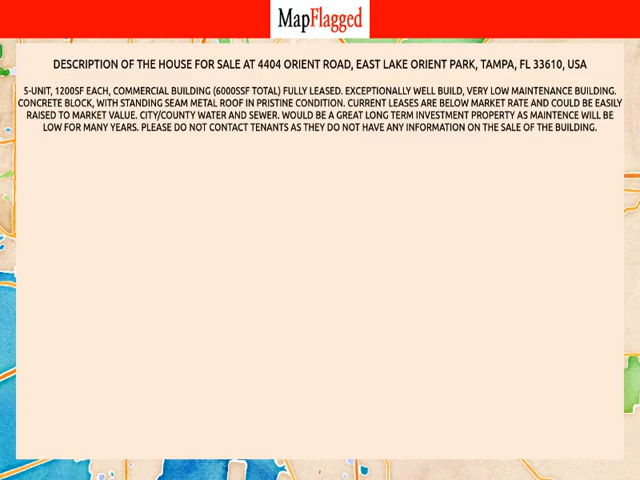 MapFlagged
DESCRIPTION OF THE HOUSE FOR SALE AT 4404 ORIENT ROAD, EAST LAKE ORIENT PARK, TAMPA, FL 33610, USA
5-UNIT, 1200SF EACH, COMMERCIAL BUILDING (6000SSF TOTAL) FULLY LEASED. EXCEPTIONALLY WELL BUILD, VERY LOW MAINTENANCE BUILDING.
CONCRETE BLOCK, WITH STANDING SEAM METAL ROOF IN PRISTINE CONDITION. CURRENT LEASES ARE BELOW MARKET RATE AND COULD BE EASILY
RAISED TO MARKET VALUE. CITY/COUNTY WATER AND SEWER. WOULD BE A GREAT LONG TERM INVESTMENT PROPERTY AS MAINTENCE WILL BE
LOW FOR MANY YEARS. PLEASE DO NOT CONTACT TENANTS AS THEY DO NOT HAVE ANY INFORMATION ON THE SALE OF THE BUILDING.